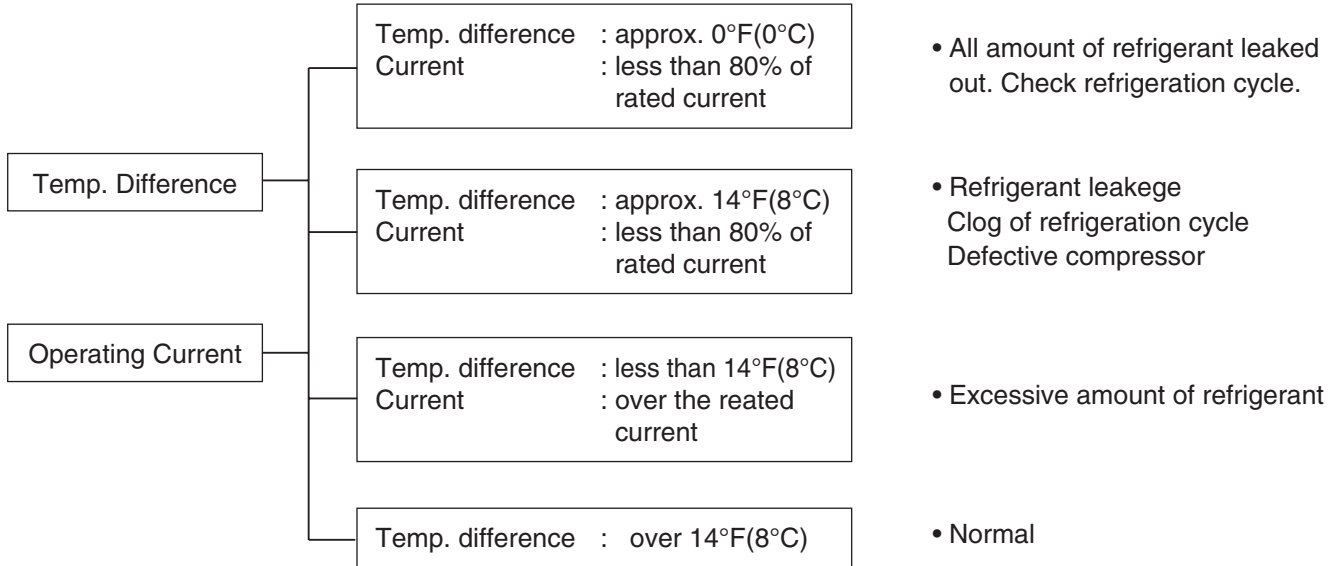 Temp. Difference
Operating Current
Temp. difference : approx. 0°F(0°C)
Current : less than 80% of
rated current
• All amount of refrigerant leaked
out. Check refrigeration cycle.
Temp. difference : approx. 14°F(8°C)
Current : less than 80% of
rated current
• Refrigerant leakege
Clog of refrigeration cycle
Defective compressor
Temp. difference : less than 14°F(8°C)
Current : over the reated
current
• Excessive amount of refrigerant
Temp. difference : over 14°F(8°C)
• Normal